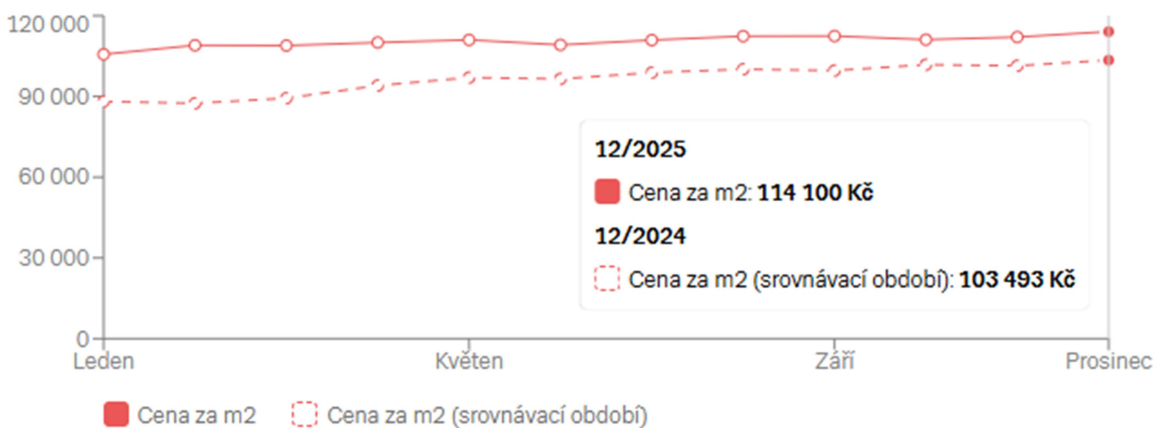 120 000
90 000
60 000
30 000
0
12/2025
Cena za m2: 114 100 Kč
12/2024
Cena za m2 (srovnávací období): 103 493 Kč
Leden Květen Září Prosinec
Cena za m2 Cena za m2 (srovnávací období)